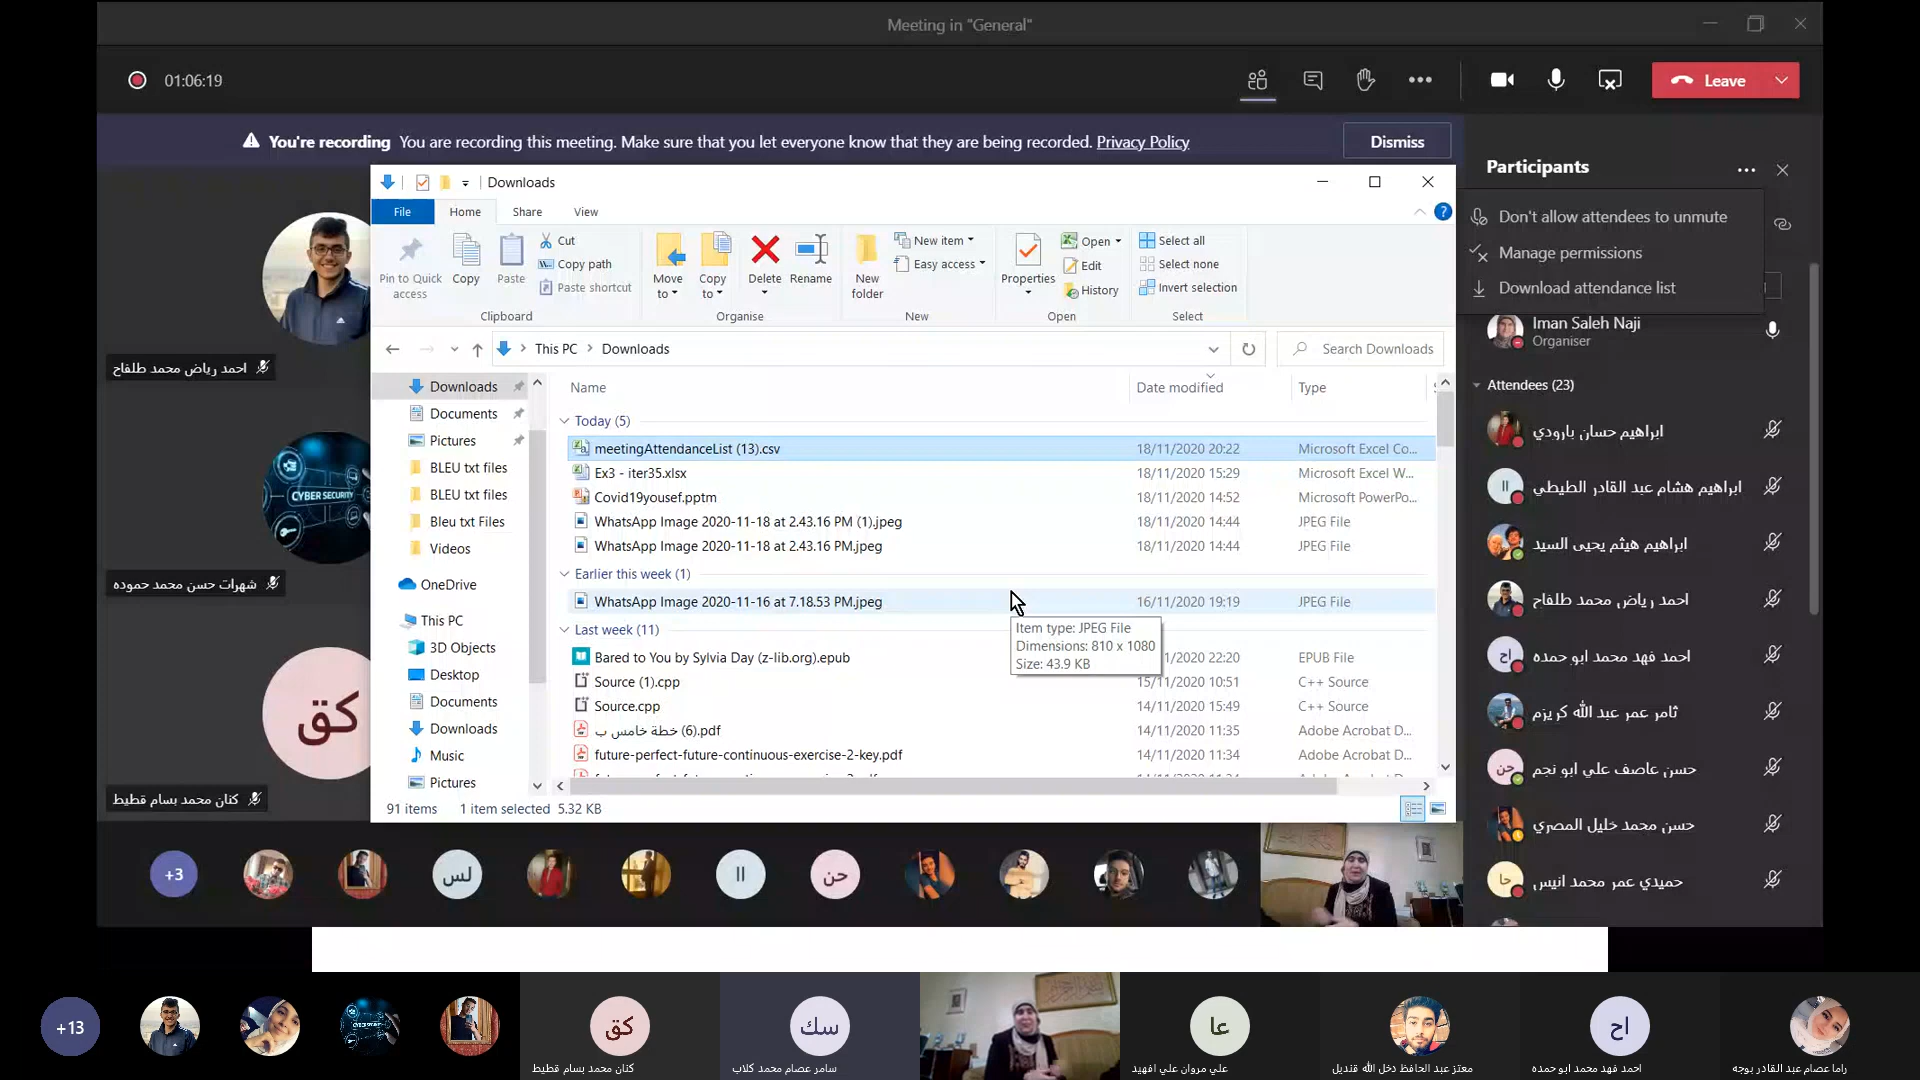 Meeting in "General"
01:06:19
Leave
You're recording You are recording this meeting. Make sure that you let everyone know that they are being recorded. Privacy Policy
Dismiss
Participants
Don't allow attendees to unmute
Manage permissions
Download attendance list
Iman Saleh Naji
Organiser
Attendees (23)
ابراهيم حسان بارودي
ابراهيم هشام عبد القادر الطيطي
ابراهيم هيثم يحيى السيد
احمد رياض محمد طلفاح
اح
احمد فهد محمد ابو حمده
ثامر عمر عبد الله كريزم
حن
حسن عاصف علي ابو نجم
حسن محمد خليل المصري
حا
حميدي عمر محمد انيس
احمد رياض محمد طلفاح
CYBER SECURITY
شهرات حسن محمد حموده
كق
كنان محمد بسام قطيط
Downloads
File
Home
Share
View
Pin to Quick access
Copy
Paste
Cut
Copy path
Paste shortcut
Clipboard
Move to
Copy to
Delete
Rename
Organise
New folder
New item
Easy access
New
Properties
Open
Edit
History
Open
Select all
Select none
Invert selection
Select
This PC
Downloads
Search Downloads
Downloads
Documents
Pictures
BLEU txt files
BLEU txt files
Bleu txt Files
Videos
OneDrive
This PC
3D Objects
Desktop
Documents
Downloads
Music
Pictures
Name
Date modified
Type
Today (5)
meetingAttendanceList (13).csv 18/11/2020 20:22 Microsoft Excel Co...
Ex3 - iter35.xlsx 18/11/2020 15:29 Microsoft Excel W...
Covid19yousef.pptm 18/11/2020 14:52 Microsoft PowerPo...
WhatsApp Image 2020-11-18 at 2.43.16 PM (1).jpeg 18/11/2020 14:44 JPEG File
WhatsApp Image 2020-11-18 at 2.43.16 PM.jpeg 18/11/2020 14:44 JPEG File
Earlier this week (1)
WhatsApp Image 2020-11-16 at 7.18.53 PM.jpeg 16/11/2020 19:19 JPEG File
Item type: JPEG File
Dimensions: 810 x 1080
Size: 43.9 KB
Last week (11)
Bared to You by Sylvia Day (z-lib.org).epub 1/2020 22:20 EPUB File
Source (1).cpp 15/11/2020 10:51 C++ Source
Source.cpp 14/11/2020 15:49 C++ Source
خطة خامس ب (6).pdf 14/11/2020 11:35 Adobe Acrobat D...
future-perfect-future-continuous-exercise-2-key.pdf 14/11/2020 11:34 Adobe Acrobat D...
91 items 1 item selected 5.32 KB
+3
لس
اا
حن
+13
كق
كنان محمد بسام قطيط
سك
سامر عصام محمد كلاب
عا
علي مروان علي افهيد
معتز عبد الحافظ دخل الله قنديل
اح
احمد فهد محمد ابو حمده
راما عصام عبد القادر بوجه